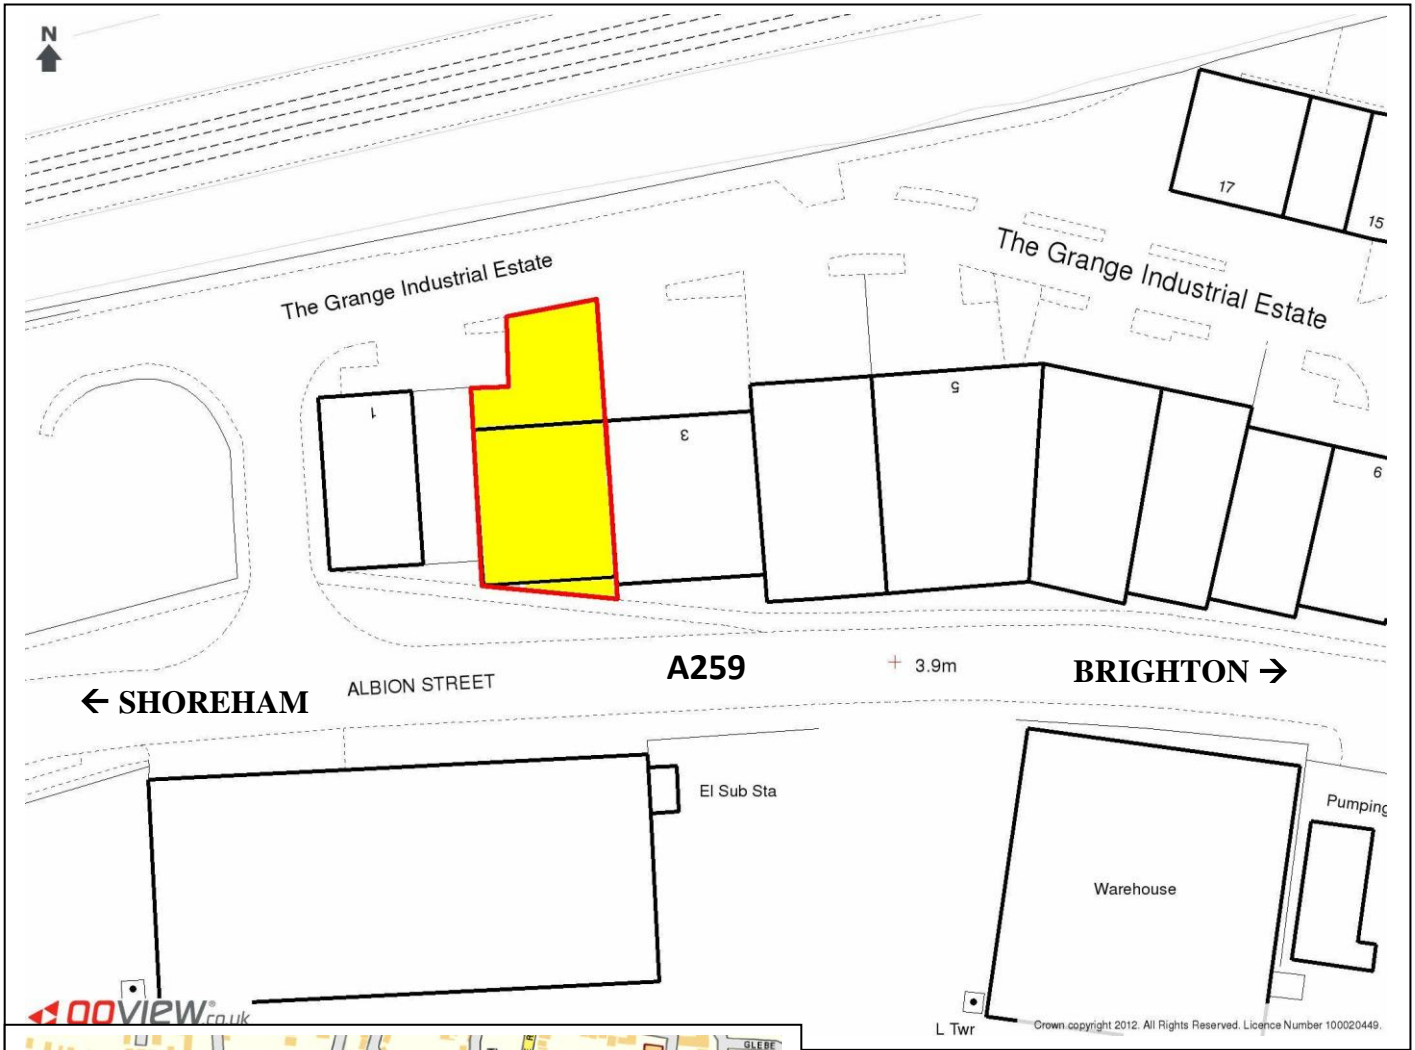 N
17
15
The Grange Industrial Estate
The Grange Industrial Estate
1
3
5
6
A259
3.9m
BRIGHTON →
← SHOREHAM
ALBION STREET
El Sub Sta
Pumping
Warehouse
L Twr
Crown copyright 2012. All Rights Reserved. Licence Number 100020449.
GLEBE